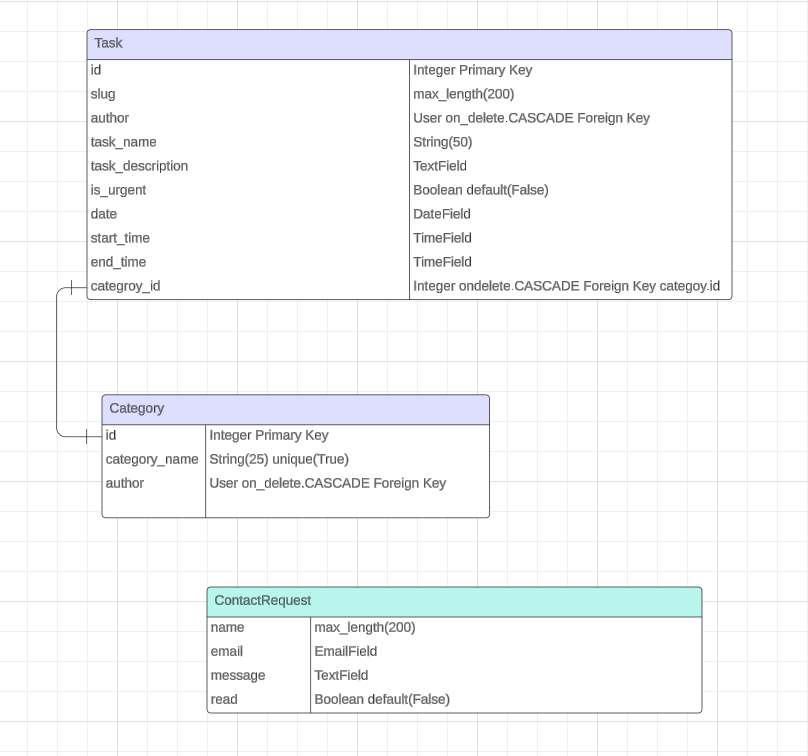 Task
id Integer Primary Key
slug max_length(200)
author User on_delete.CASCADE Foreign Key
task_name String(50)
task_description TextField
is_urgent Boolean default(False)
date DateField
start_time TimeField
end_time TimeField
categroy_id Integer ondelete.CASCADE Foreign Key categoy.id
Category
id Integer Primary Key
category_name String(25) unique(True)
author User on_delete.CASCADE Foreign Key
ContactRequest
name max_length(200)
email EmailField
message TextField
read Boolean default(False)